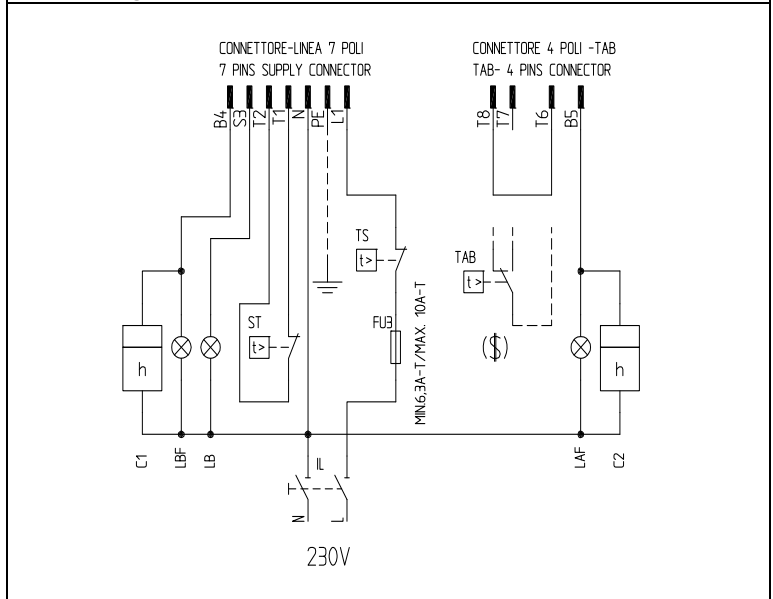 CONNETTORE-LINEA 7 POLI
7 PINS SUPPLY CONNECTOR
CONNETTORE 4 POLI -TAB
TAB- 4 PINS CONNECTOR
B4
S3
T2
T1
N
PE
L1
T8
T7
T6
B5
TS
t>
TAB
t>
ST
t>
FU3
MIN.6,3A-T/MAX. 10A-T
($)
h
h
C1
LBF
LB
IL
LAF
C2
N
L
230V